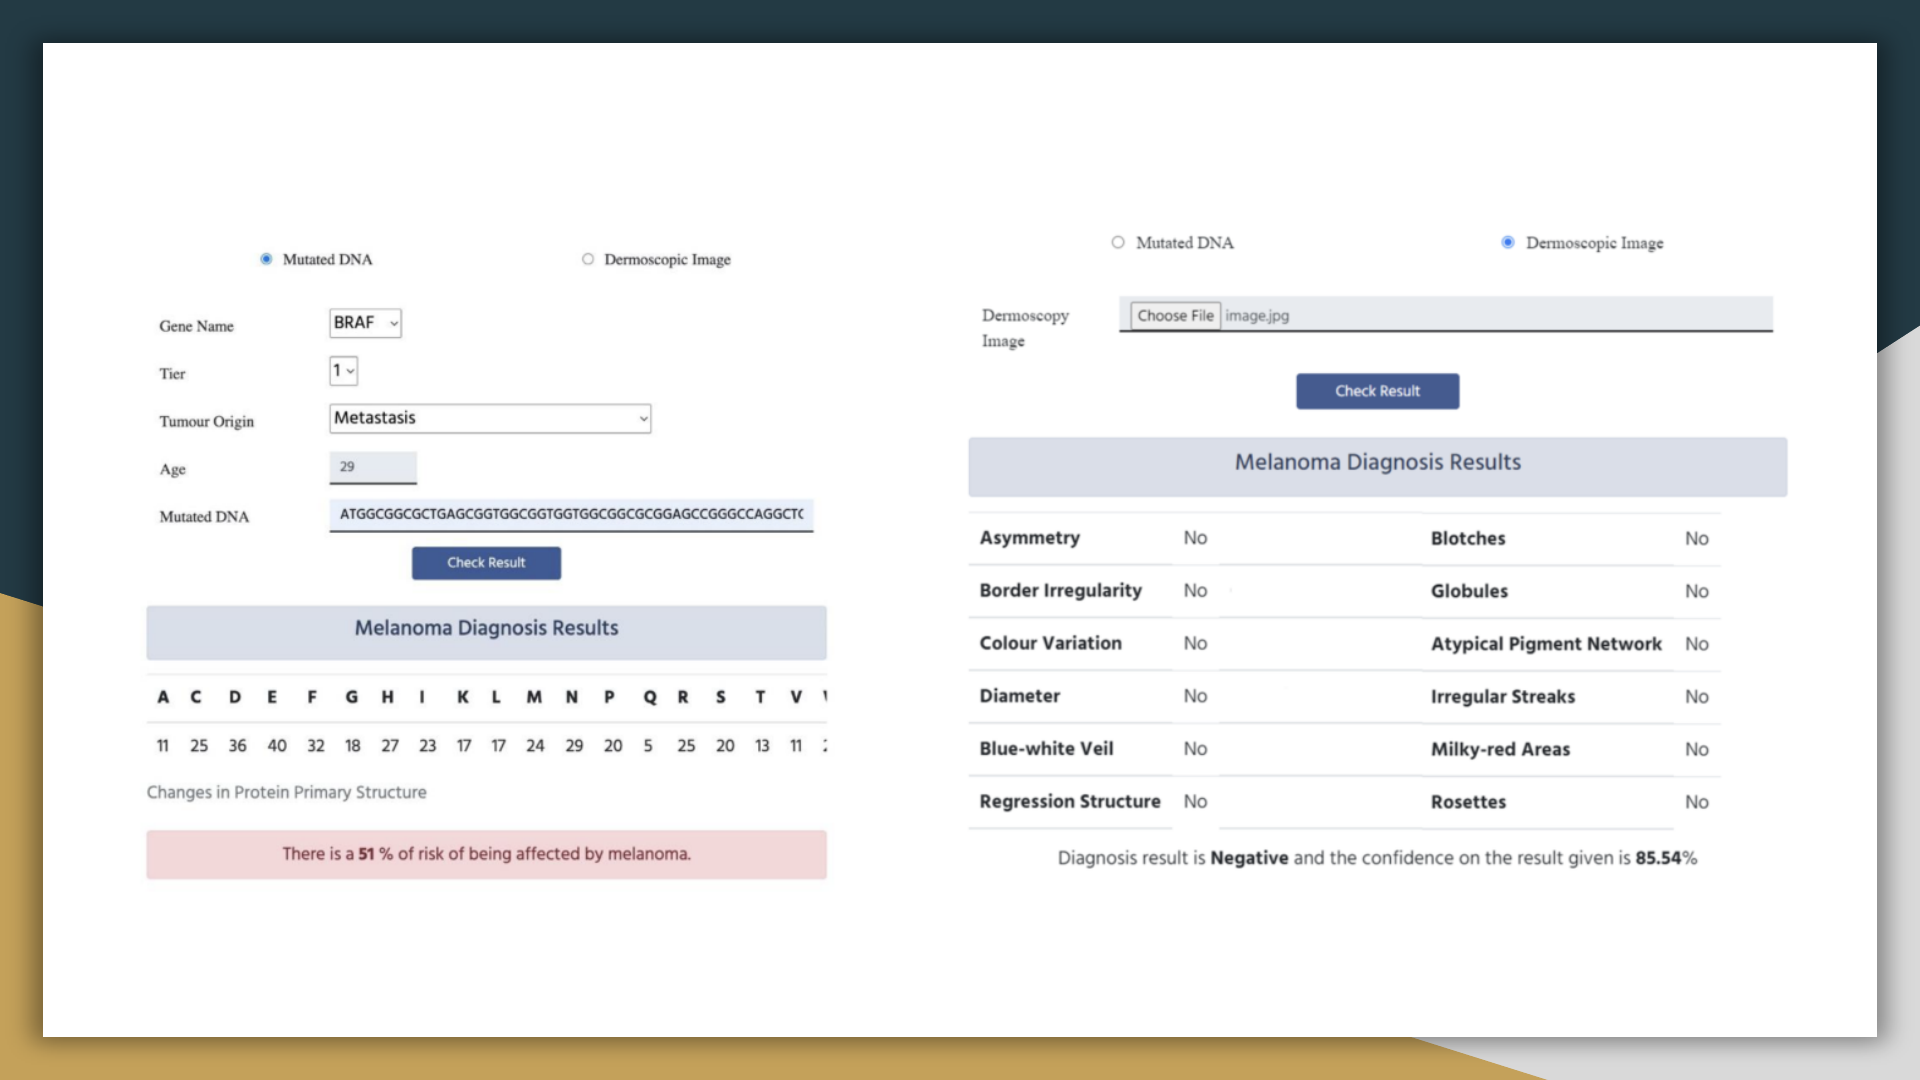 Mutated DNA Dermoscopic Image
Gene Name BRAF
Tier 1
Tumour Origin Metastasis
Age 29
Mutated DNA ATGGCGGCGCTGAGCGGTGGCGGTGGTGGCGGCGCGGAGCCGGGCCAGGCTC
Check Result
Melanoma Diagnosis Results
A C D E F G H I K L M N P Q R S T V
11 25 36 40 32 18 27 23 17 17 24 29 20 5 25 20 13 11
Changes in Protein Primary Structure
There is a 51 % of risk of being affected by melanoma.
Mutated DNA Dermoscopic Image
Dermoscopy
Image
Choose File image.jpg
Check Result
Melanoma Diagnosis Results
Asymmetry No Blotches No
Border Irregularity No Globules No
Colour Variation No Atypical Pigment Network No
Diameter No Irregular Streaks No
Blue-white Veil No Milky-red Areas No
Regression Structure No Rosettes No
Diagnosis result is Negative and the confidence on the result given is 85.54%